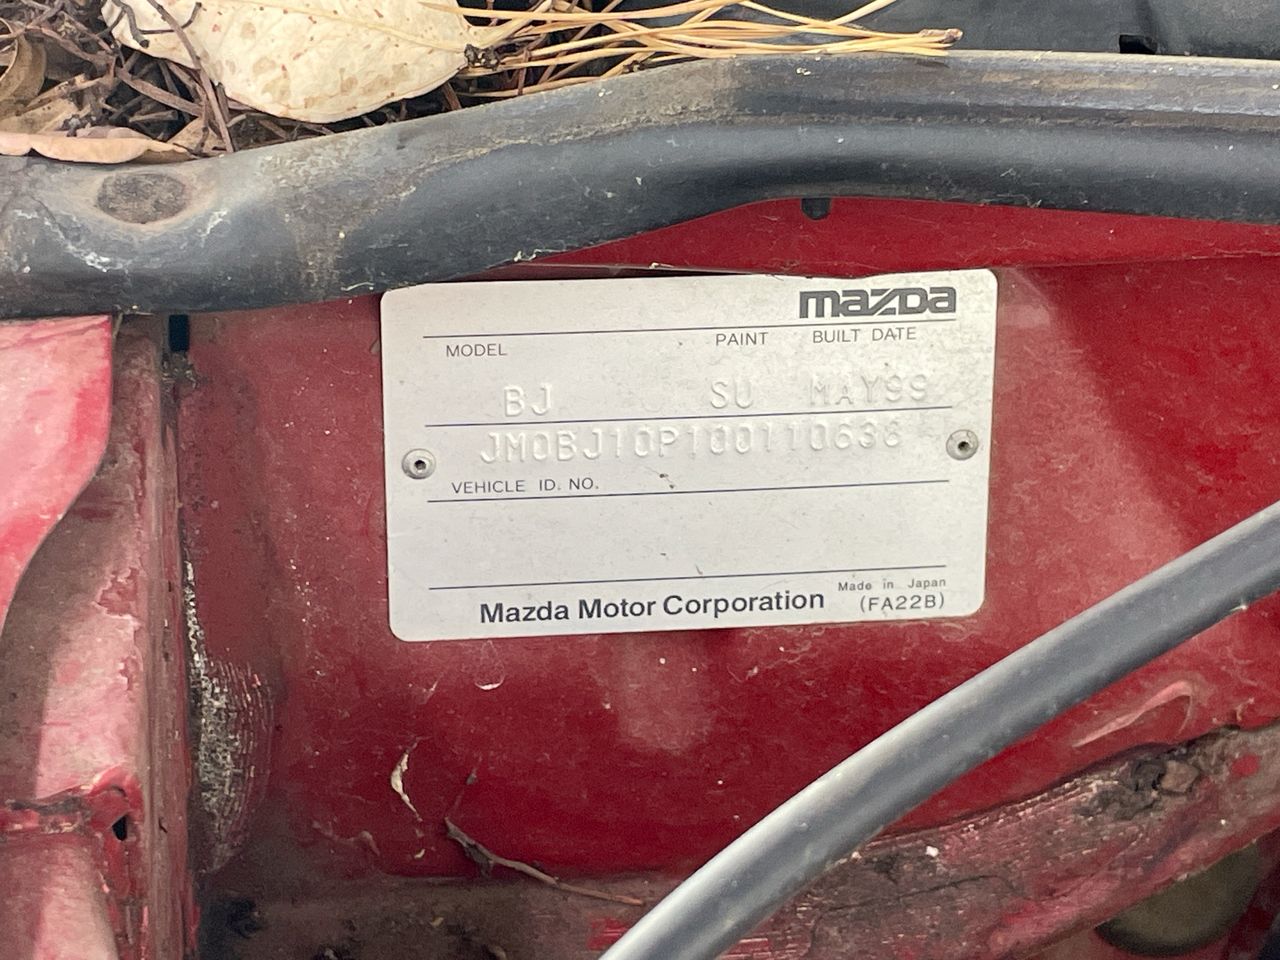 mazda
MODEL PAINT BUILT DATE
BJ SU MAY99
JM0BJ10P100110638
VEHICLE ID. NO.
Mazda Motor Corporation
Made in Japan
(FA22B)